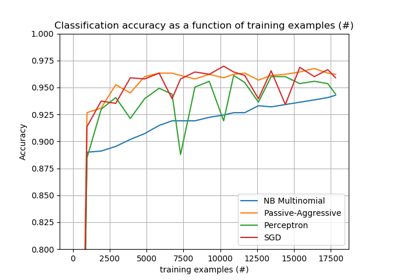 Classification accuracy as a function of training examples (#)
1.000
0.975
0.950
0.925
0.900
0.875
0.850
0.825
0.800
Accuracy
NB Multinomial
Passive-Aggressive
Perceptron
SGD
0 2500 5000 7500 10000 12500 15000 17500
training examples (#)